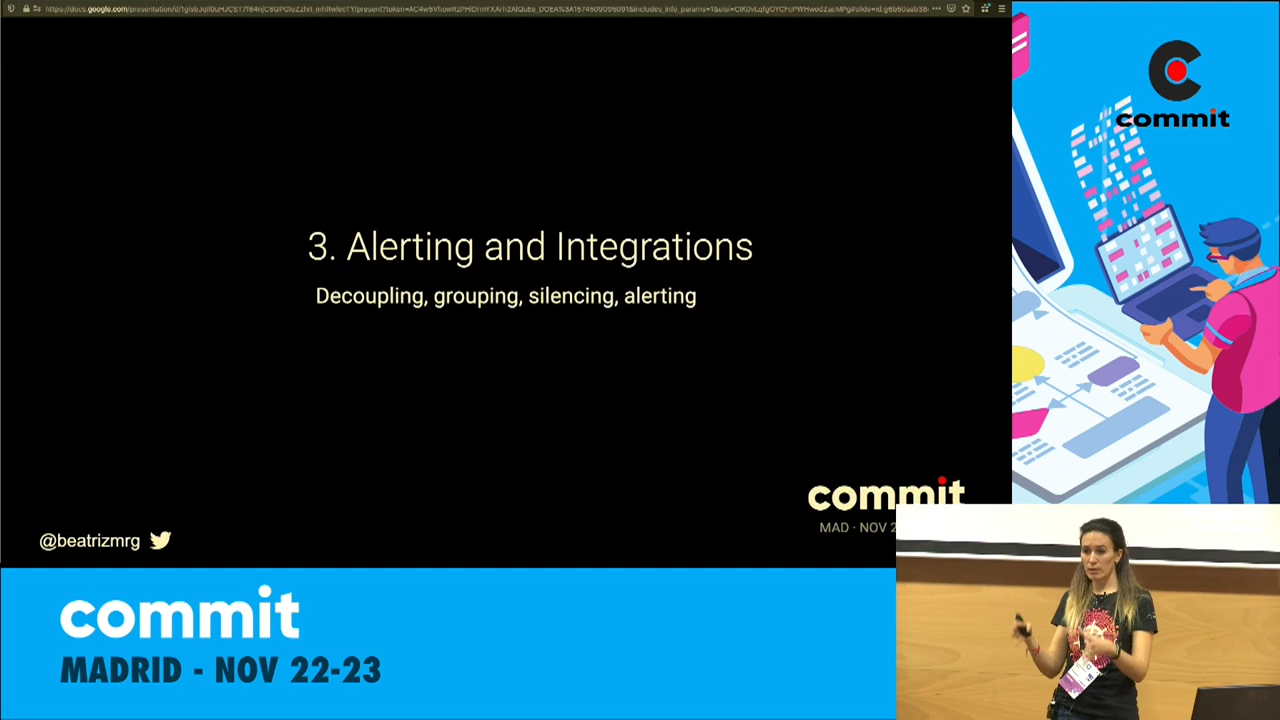 commit
3. Alerting and Integrations
Decoupling, grouping, silencing, alerting
commit
MAD · NOV 2
@beatrizmrg
commit
MADRID - NOV 22-23